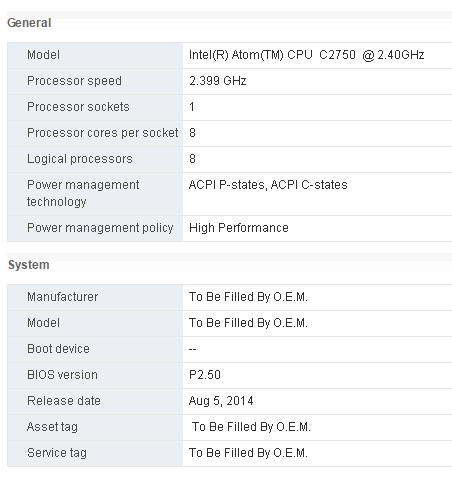 General
Model Intel(R) Atom(TM) CPU C2750 @ 2.40GHz
Processor speed 2.399 GHz
Processor sockets 1
Processor cores per socket 8
Logical processors 8
Power management technology ACPI P-states, ACPI C-states
Power management policy High Performance
System
Manufacturer To Be Filled By O.E.M.
Model To Be Filled By O.E.M.
Boot device --
BIOS version P2.50
Release date Aug 5, 2014
Asset tag To Be Filled By O.E.M.
Service tag To Be Filled By O.E.M.